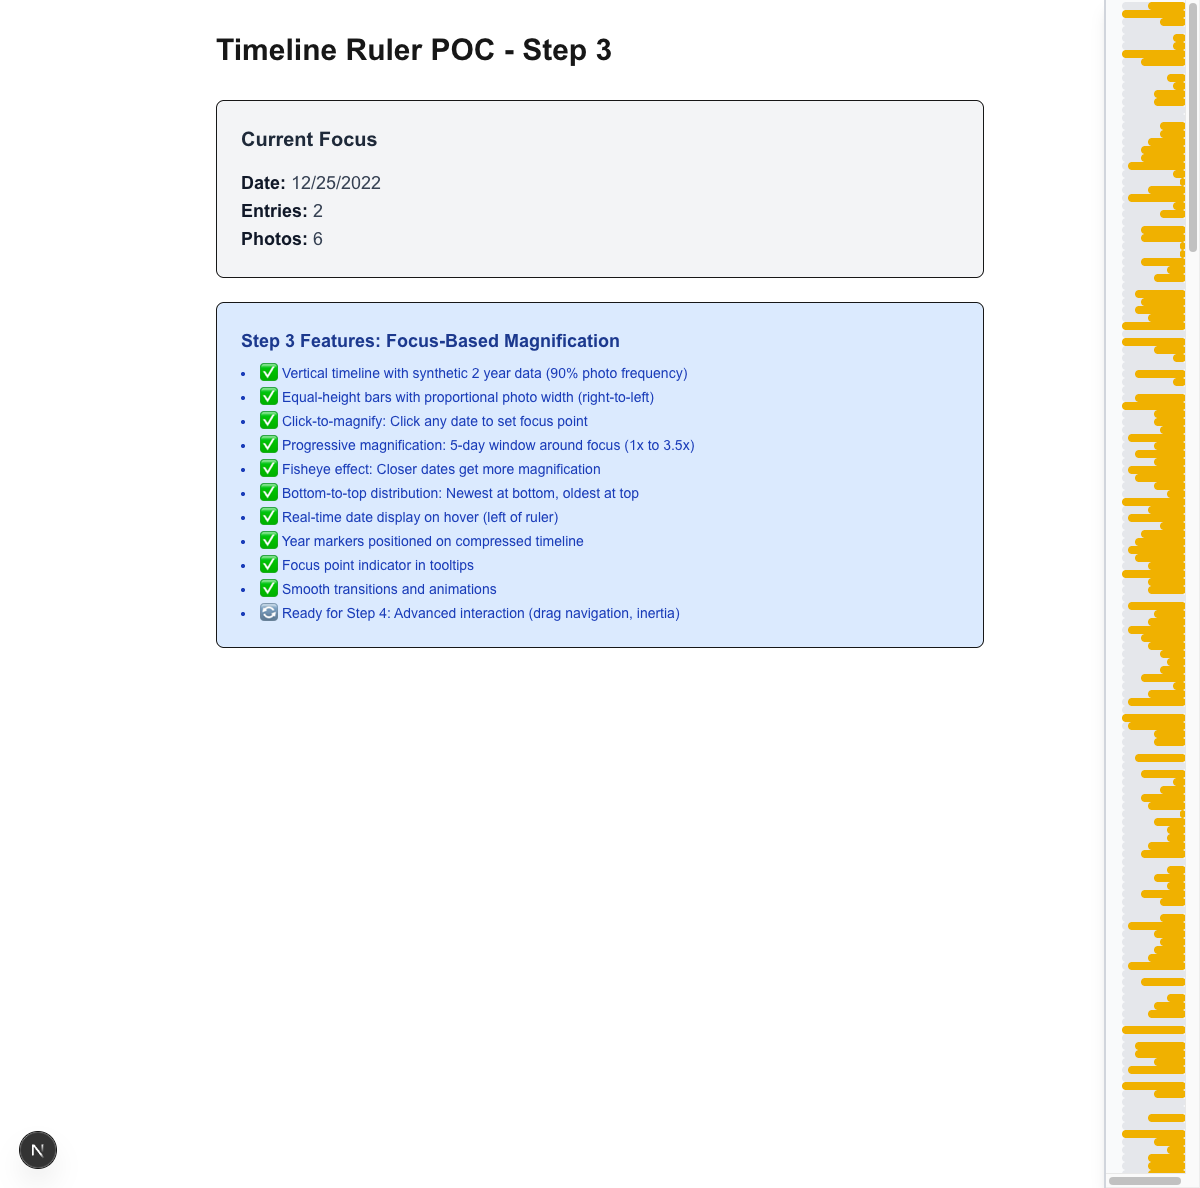 Timeline Ruler POC - Step 3
Current Focus
Date: 12/25/2022
Entries: 2
Photos: 6
Step 3 Features: Focus-Based Magnification
• ✅ Vertical timeline with synthetic 2 year data (90% photo frequency)
• ✅ Equal-height bars with proportional photo width (right-to-left)
• ✅ Click-to-magnify: Click any date to set focus point
• ✅ Progressive magnification: 5-day window around focus (1x to 3.5x)
• ✅ Fisheye effect: Closer dates get more magnification
• ✅ Bottom-to-top distribution: Newest at bottom, oldest at top
• ✅ Real-time date display on hover (left of ruler)
• ✅ Year markers positioned on compressed timeline
• ✅ Focus point indicator in tooltips
• ✅ Smooth transitions and animations
• 🔄 Ready for Step 4: Advanced interaction (drag navigation, inertia)
N